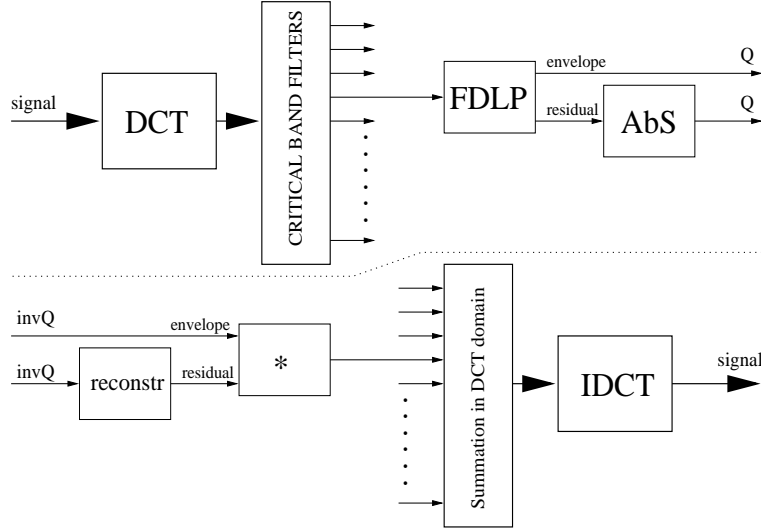 signal
DCT
CRITICAL BAND FILTERS
FDLP
envelope
Q
residual
AbS
Q
invQ
envelope
invQ
reconstr
residual
*
Summation in DCT domain
IDCT
signal